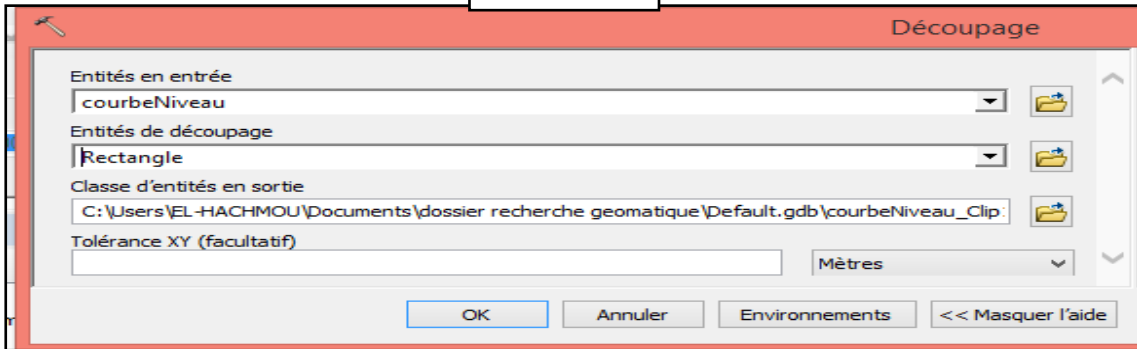 Découpage
Entités en entrée
courbeNiveau
Entités de découpage
Rectangle
Classe d'entités en sortie
C:\Users\EL-HACHMOU\Documents\dossier recherche geomatique\Default.gdb\courbeNiveau_Clip
Tolérance XY (facultatif)
Mètres
OK Annuler Environnements << Masquer l'aide